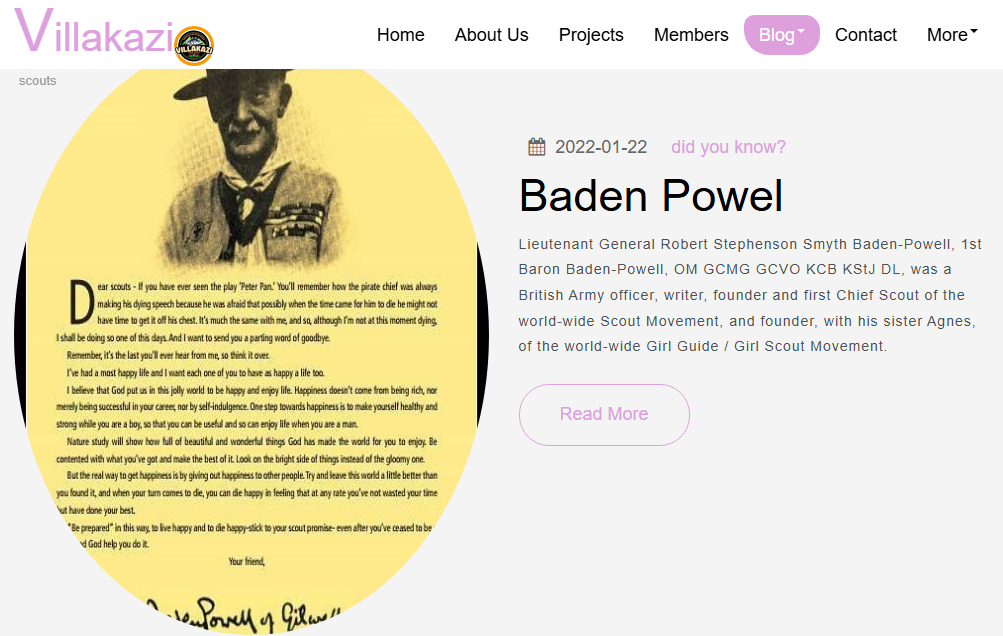 Villakazi
VILLAKAZI
Home
About Us
Projects
Members
Blog
Contact
More
scouts
Dear scouts - If you have ever seen the play 'Peter Pan.' You'll remember how the pirate chief was always
making his dying speech because he was afraid that possibly when the time came for him to die he might not
have time to get it off his chest. It's much the same with me, and so, although I'm not at this moment dying,
I shall be doing so one of this days. And I want to send you a parting word of goodbye.
Remember, it's the last you'll ever hear from me, so think it over.
I've had a most happy life and I want each one of you to have as happy a life too.
I believe that God put us in this jolly world to be happy and enjoy life. Happiness doesn't come from being rich, nor
merely being successful in your career, nor by self-indulgence. One step towards happiness is to make yourself healthy and
strong while you are a boy, so that you can be useful and so can enjoy life when you are a man.
Nature study will show how full of beautiful and wonderful things God has made the world for you to enjoy. Be
contented with what you've got and make the best of it. Look on the bright side of things instead of the gloomy one.
But the real way to get happiness is by giving out happiness to other people. Try and leave this world a little better than
you found it, and when your turn comes to die, you can die happy in feeling that at any rate you've not wasted your time
but have done your best.
"Be prepared" in this way, to live happy and to die happy-stick to your scout promise- even after you've ceased to be
God help you do it.
Your friend,
Powell of Gilwell
2022-01-22
did you know?
Baden Powel
Lieutenant General Robert Stephenson Smyth Baden-Powell, 1st
Baron Baden-Powell, OM GCMG GCVO KCB KStJ DL, was a
British Army officer, writer, founder and first Chief Scout of the
world-wide Scout Movement, and founder, with his sister Agnes,
of the world-wide Girl Guide / Girl Scout Movement.
Read More